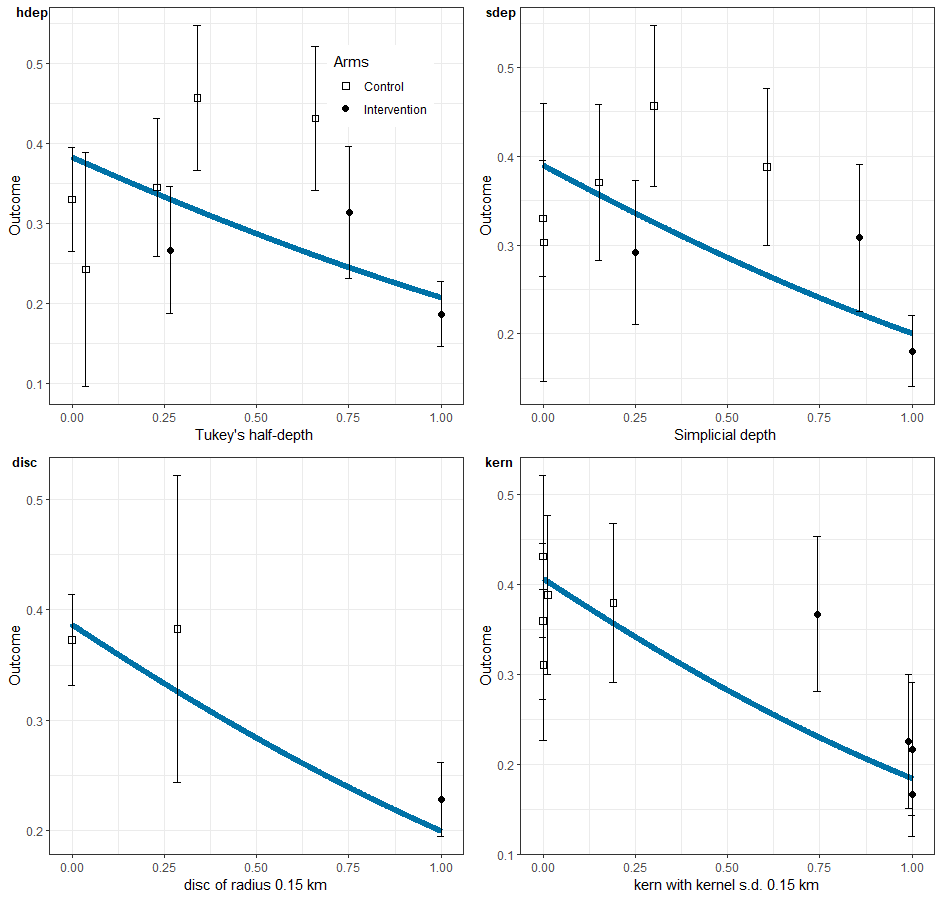 hdep
0.5
0.4
0.3
0.2
0.1
Outcome
Arms
Control
Intervention
0.00 0.25 0.50 0.75 1.00
Tukey's half-depth
sdep
0.5
0.4
0.3
0.2
Outcome
0.00 0.25 0.50 0.75 1.00
Simplicial depth
disc
0.5
0.4
0.3
0.2
Outcome
0.00 0.25 0.50 0.75 1.00
disc of radius 0.15 km
kern
0.5
0.4
0.3
0.2
0.1
Outcome
0.00 0.25 0.50 0.75 1.00
kern with kernel s.d. 0.15 km